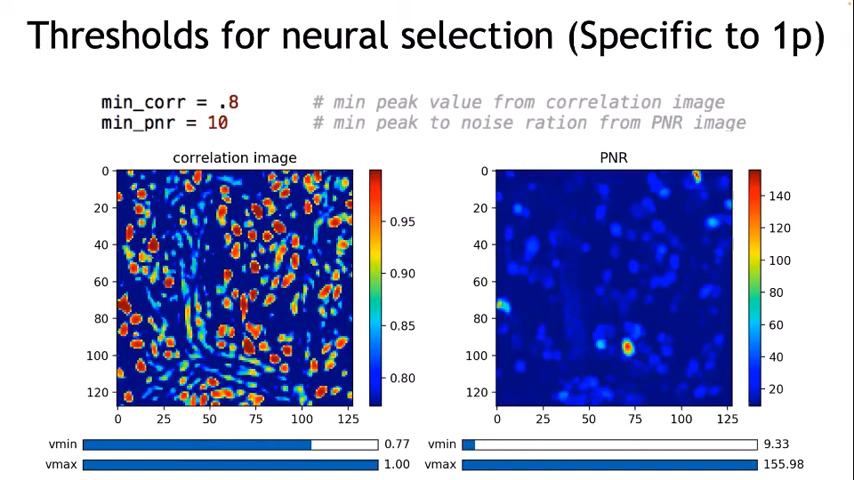 Thresholds for neural selection (Specific to 1p)
min_corr = .8 # min peak value from correlation image
min_pnr = 10 # min peak to noise ration from PNR image
correlation image
PNR
0
20
40
60
80
100
120
0 25 50 75 100 125
0.95
0.90
0.85
0.80
0
20
40
60
80
100
120
0 25 50 75 100 125
140
120
100
80
60
40
20
vmin 0.77
vmax 1.00
vmin 9.33
vmax 155.98